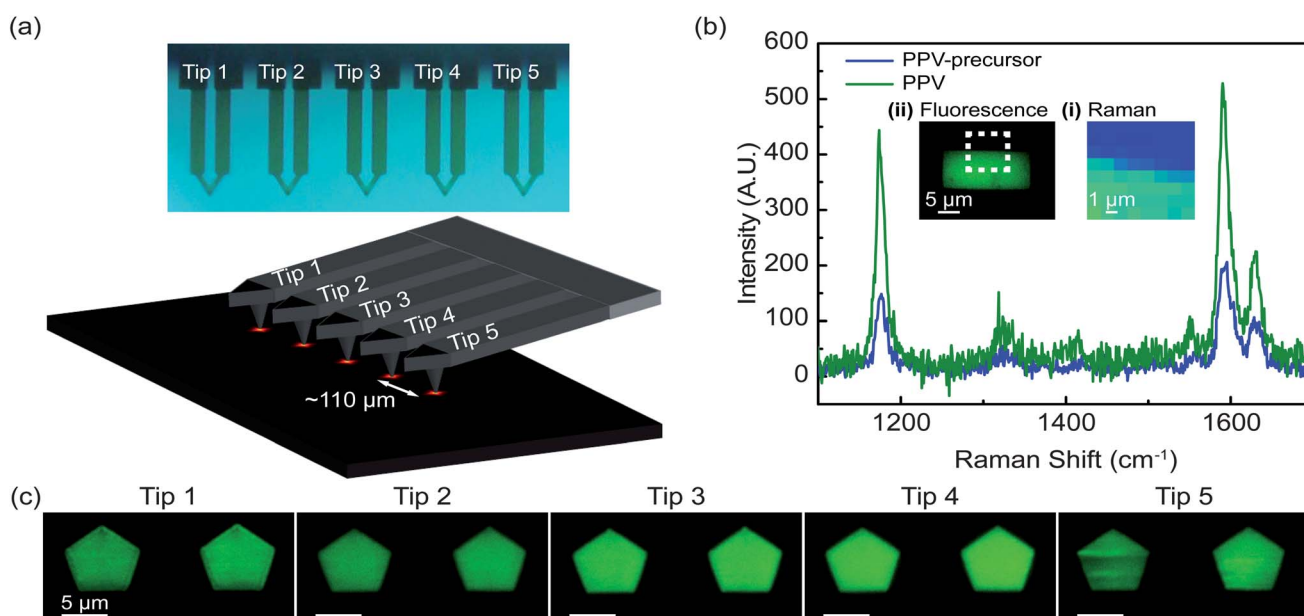 (a)
Tip 1 Tip 2 Tip 3 Tip 4 Tip 5
Tip 1
Tip 2
Tip 3
Tip 4
Tip 5
~110 µm
(b)
600
500
400
300
200
100
0
Intensity (A.U.)
PPV-precursor
PPV
(ii) Fluorescence (i) Raman
5 µm 1 µm
1200 1400 1600
Raman Shift (cm-1)
(c)
Tip 1 Tip 2 Tip 3 Tip 4 Tip 5
5 µm